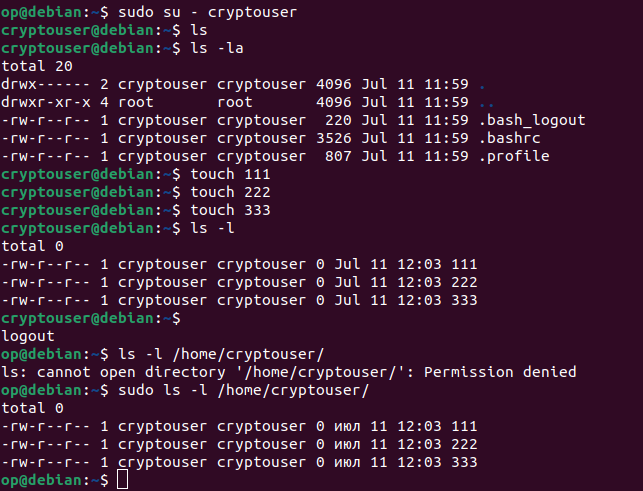 op@debian:~$ sudo su - cryptouser
cryptouser@debian:~$ ls
cryptouser@debian:~$ ls -la
total 20
drwx------ 2 cryptouser cryptouser 4096 Jul 11 11:59 .
drwxr-xr-x 4 root       root       4096 Jul 11 11:59 ..
-rw-r--r-- 1 cryptouser cryptouser  220 Jul 11 11:59 .bash_logout
-rw-r--r-- 1 cryptouser cryptouser 3526 Jul 11 11:59 .bashrc
-rw-r--r-- 1 cryptouser cryptouser  807 Jul 11 11:59 .profile
cryptouser@debian:~$ touch 111
cryptouser@debian:~$ touch 222
cryptouser@debian:~$ touch 333
cryptouser@debian:~$ ls -l
total 0
-rw-r--r-- 1 cryptouser cryptouser 0 Jul 11 12:03 111
-rw-r--r-- 1 cryptouser cryptouser 0 Jul 11 12:03 222
-rw-r--r-- 1 cryptouser cryptouser 0 Jul 11 12:03 333
cryptouser@debian:~$
logout
op@debian:~$ ls -l /home/cryptouser/
ls: cannot open directory '/home/cryptouser/': Permission denied
op@debian:~$ sudo ls -l /home/cryptouser/
total 0
-rw-r--r-- 1 cryptouser cryptouser 0 июл 11 12:03 111
-rw-r--r-- 1 cryptouser cryptouser 0 июл 11 12:03 222
-rw-r--r-- 1 cryptouser cryptouser 0 июл 11 12:03 333
op@debian:~$